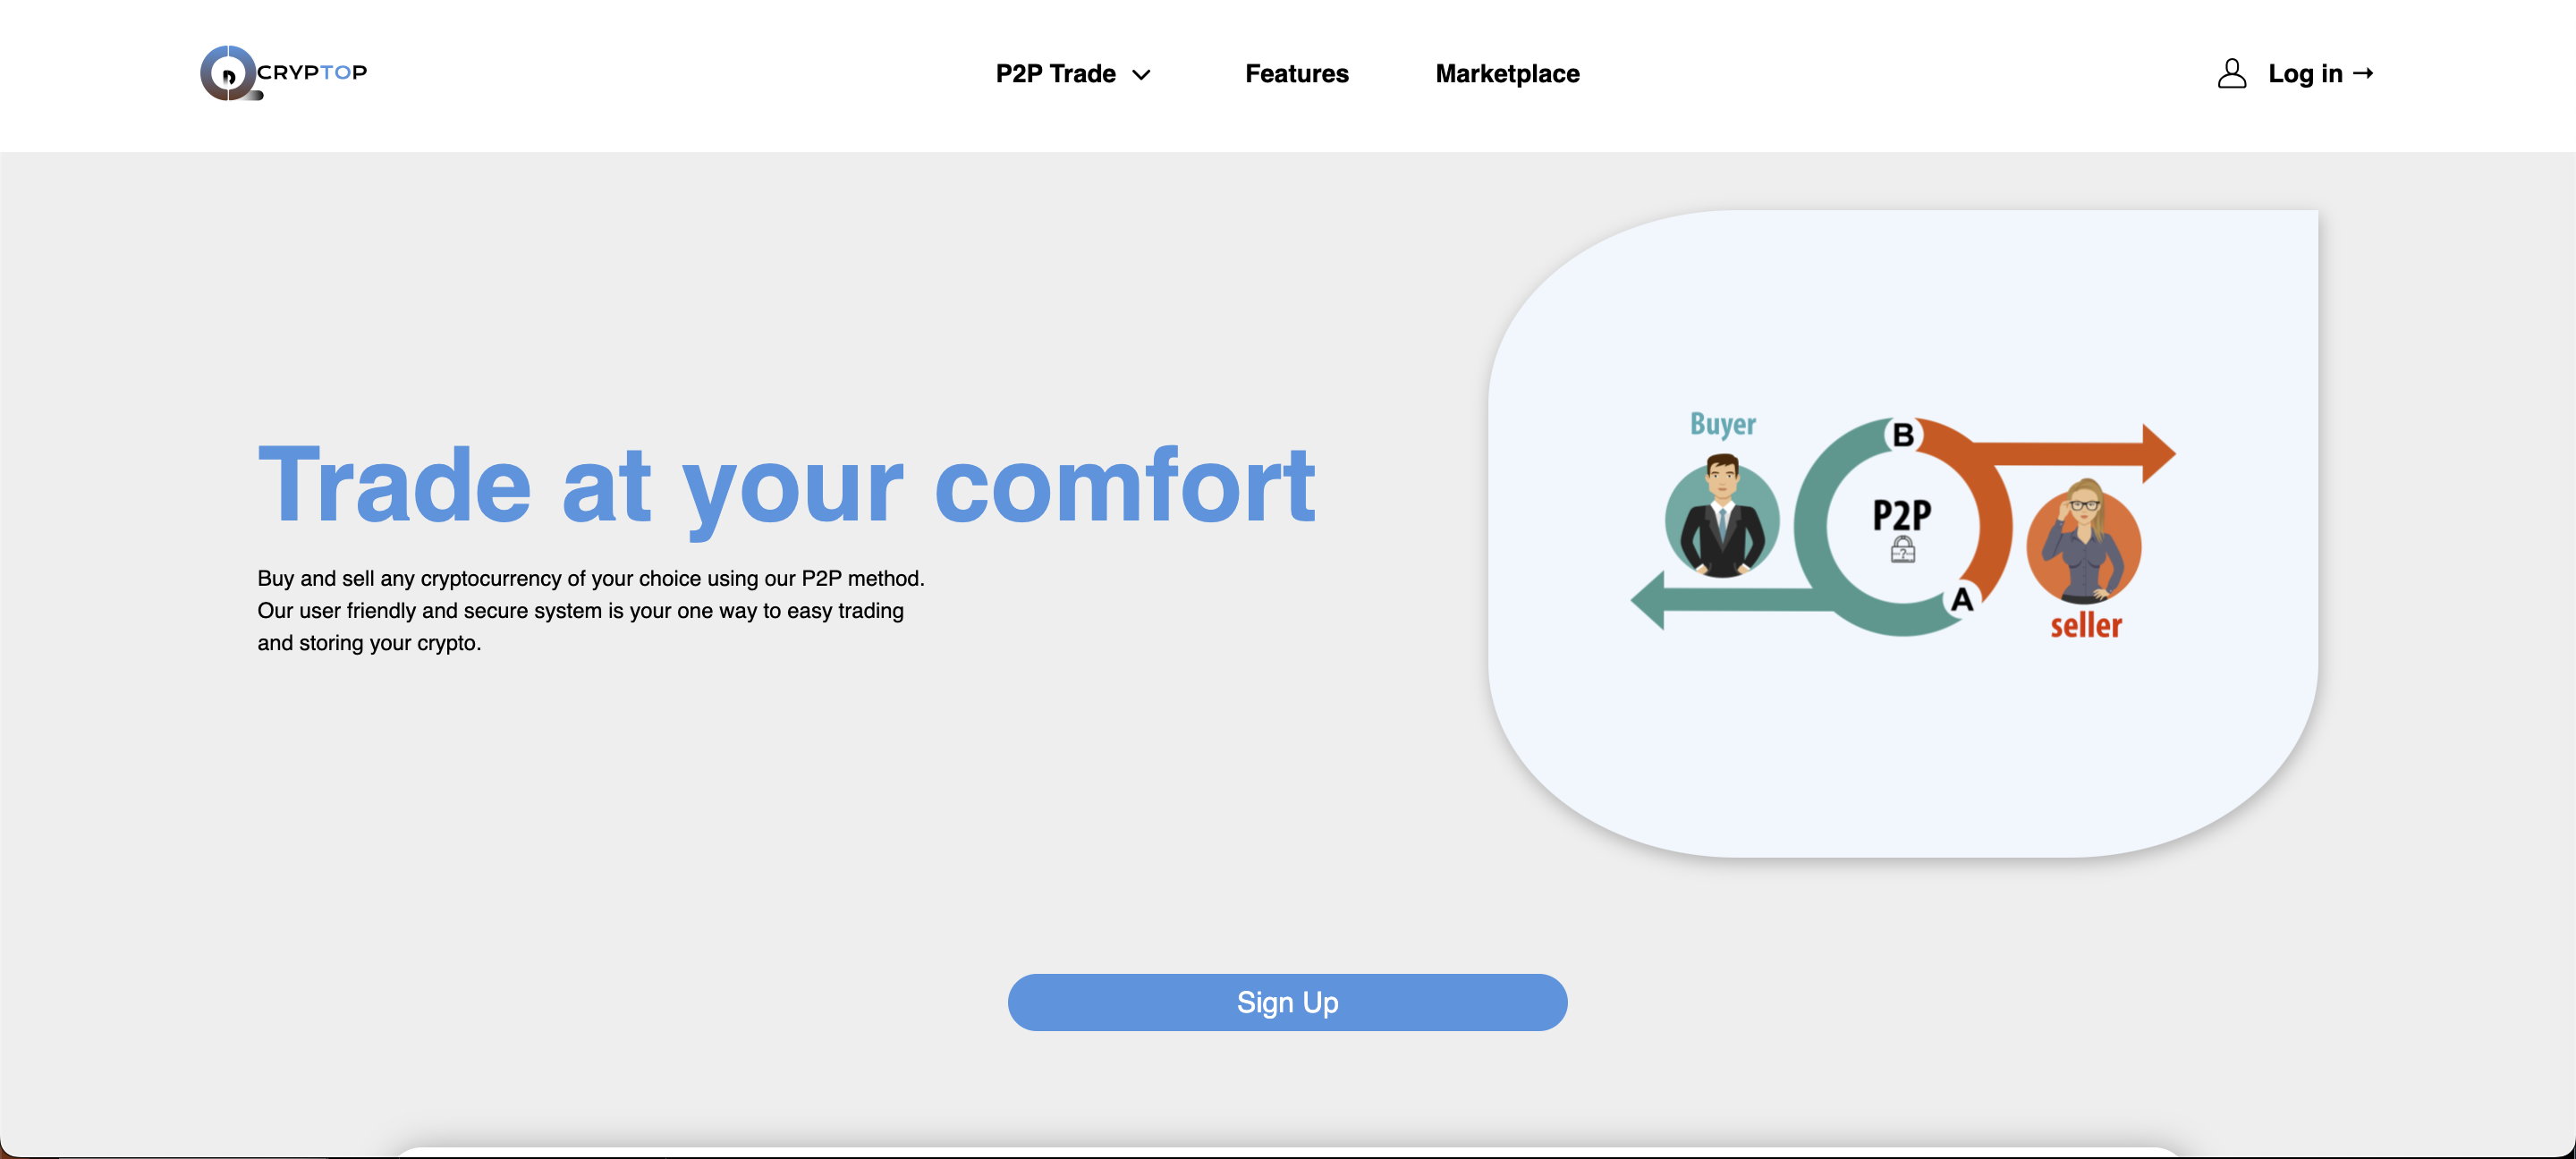 CRYPTOP
P2P Trade
Features
Marketplace
Log in →
Trade at your comfort
Buy and sell any cryptocurrency of your choice using our P2P method.
Our user friendly and secure system is your one way to easy trading
and storing your crypto.
Buyer
B
P2P
?
A
seller
Sign Up